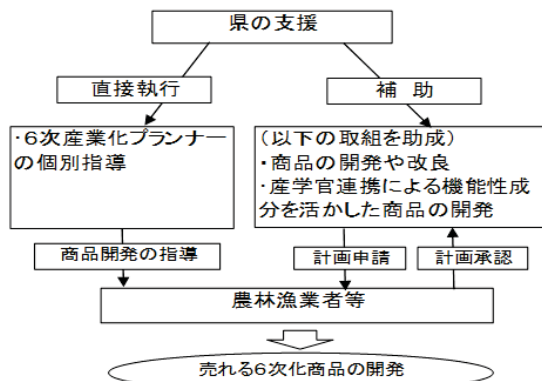 県の支援
直接執行
補　助
・６次産業化プランナー
の個別指導
（以下の取組を助成）
・商品の開発や改良
・産学官連携による機能性成
分を活かした商品の開発
商品開発の指導
計画申請
計画承認
農林漁業者等
売れる６次化商品の開発